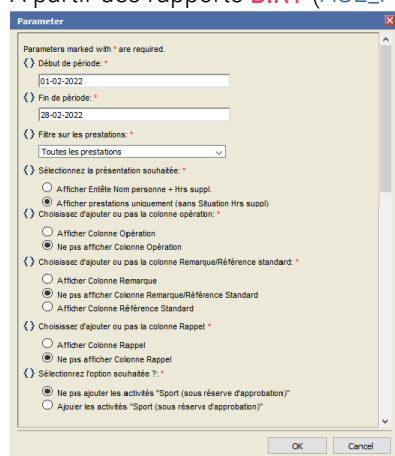 Parameter
Parameters marked with * are required.
Début de période: *
01-02-2022
Fin de période: *
28-02-2022
Filtre sur les prestations: *
Toutes les prestations
Sélectionnez la présentation souhaitée: *
Afficher Entête Nom personne + Hrs suppl.
Afficher prestations uniquement (sans Situation Hrs suppl)
Choisissez d'ajouter ou pas la colonne opération: *
Afficher Colonne Opération
Ne pas afficher Colonne Opération
Choisissez d'ajouter ou pas la colonne Remarque/Référence standard: *
Afficher Colonne Remarque
Ne pas afficher Colonne Remarque/Référence Standard
Afficher Colonne Référence Standard
Choisissez d'ajouter ou pas la colonne Rappel *
Afficher Colonne Rappel
Ne pas afficher Colonne Rappel
Sélectionnez l'option souhaitée ?: *
Ne pas ajouter les activités "Sport (sous réserve d'approbation)"
Ajouer les activités "Sport (sous réserve d'approbation)"
OK Cancel